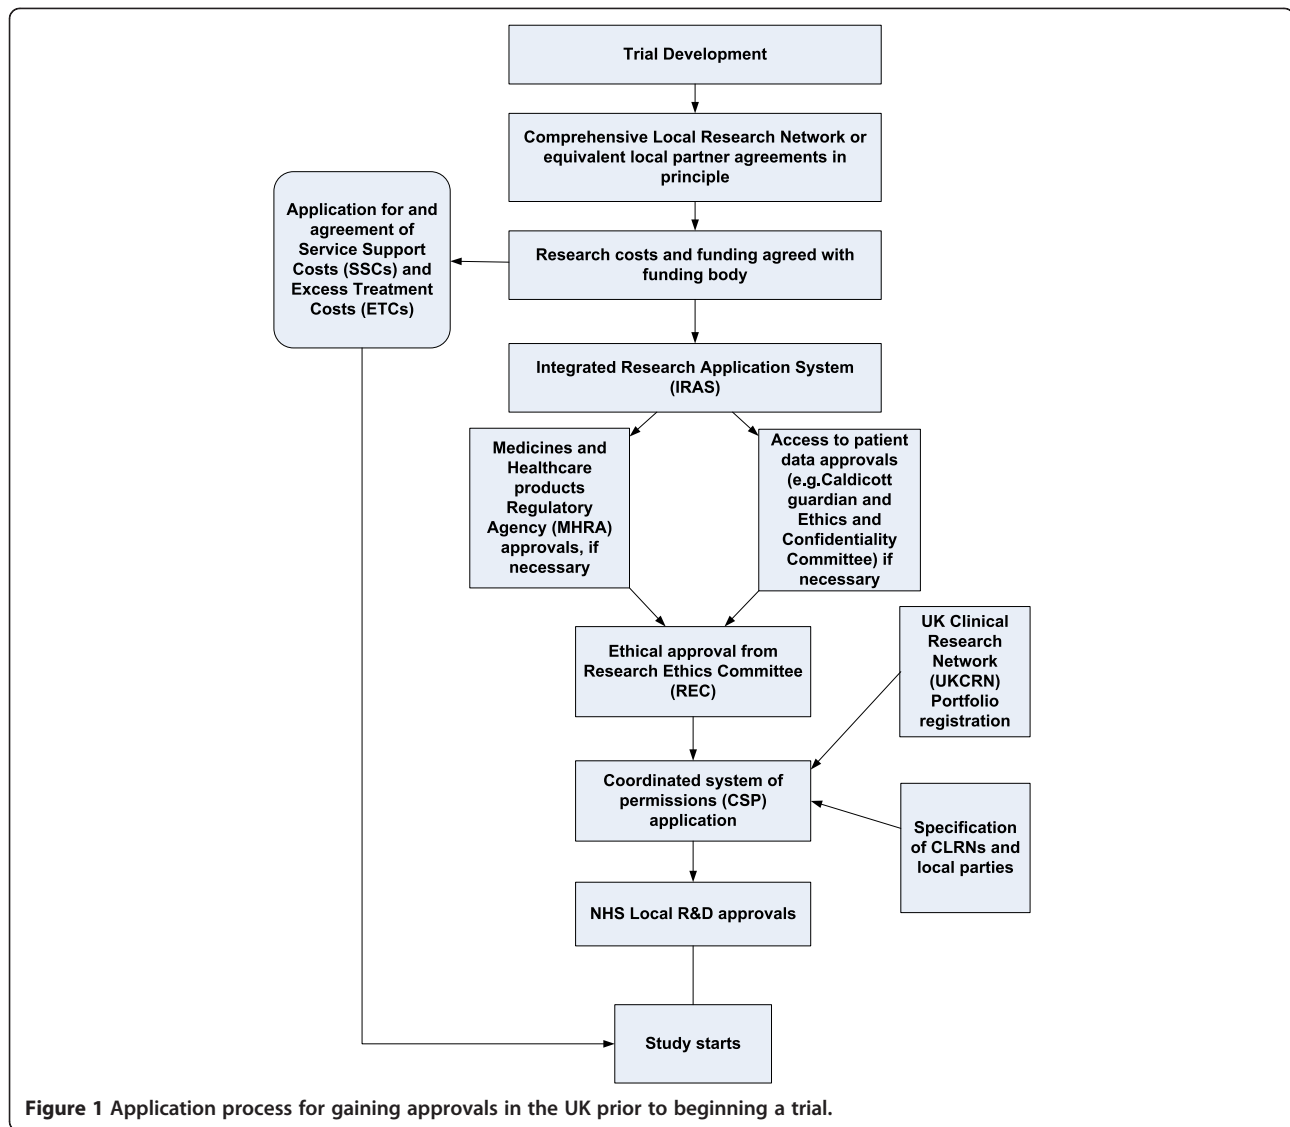 Trial Development
Comprehensive Local Research Network or
equivalent local partner agreements in
principle
Application for and
agreement of
Service Support
Costs (SSCs) and
Excess Treatment
Costs (ETCs)
Research costs and funding agreed with
funding body
Integrated Research Application System
(IRAS)
Medicines and
Healthcare
products
Regulatory
Agency (MHRA)
approvals, if
necessary
Access to patient
data approvals
(e.g.Caldicott
guardian and
Ethics and
Confidentiality
Committee) if
necessary
Ethical approval from
Research Ethics Committee
(REC)
UK Clinical
Research
Network
(UKCRN)
Portfolio
registration
Coordinated system of
permissions (CSP)
application
Specification
of CLRNs and
local parties
NHS Local R&D approvals
Study starts
Figure 1 Application process for gaining approvals in the UK prior to beginning a trial.